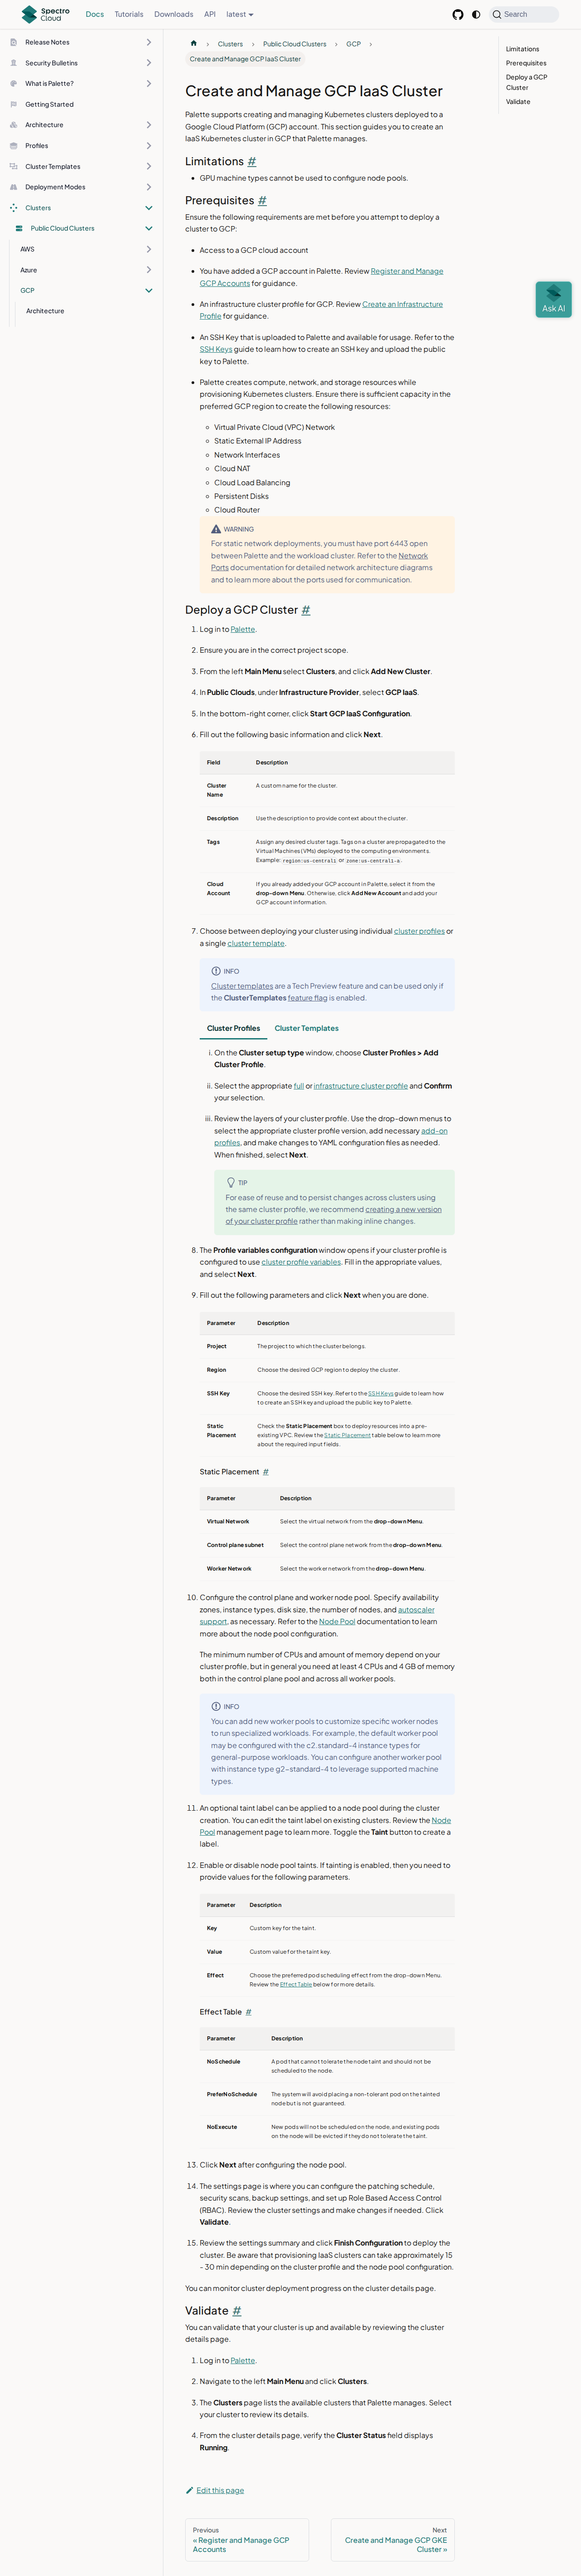 Spectro Cloud
Docs
Tutorials
Downloads
API
latest
Search
Release Notes
Security Bulletins
What is Palette?
Getting Started
Architecture
Profiles
Cluster Templates
Deployment Modes
Clusters
Public Cloud Clusters
AWS
Azure
GCP
Architecture
Clusters
Public Cloud Clusters
GCP
Create and Manage GCP IaaS Cluster
Limitations
Prerequisites
Deploy a GCP
Cluster
Validate
Ask AI
Create and Manage GCP IaaS Cluster
Palette supports creating and managing Kubernetes clusters deployed to a
Google Cloud Platform (GCP) account. This section guides you to create an
IaaS Kubernetes cluster in GCP that Palette manages.
Limitations #
GPU machine types cannot be used to configure node pools.
Prerequisites #
Ensure the following requirements are met before you attempt to deploy a
cluster to GCP:
Access to a GCP cloud account
You have added a GCP account in Palette. Review Register and Manage
GCP Accounts for guidance.
An infrastructure cluster profile for GCP. Review Create an Infrastructure
Profile for guidance.
An SSH Key that is uploaded to Palette and available for usage. Refer to the
SSH Keys guide to learn how to create an SSH key and upload the public
key to Palette.
Palette creates compute, network, and storage resources while
provisioning Kubernetes clusters. Ensure there is sufficient capacity in the
preferred GCP region to create the following resources:
Virtual Private Cloud (VPC) Network
Static External IP Address
Network Interfaces
Cloud NAT
Cloud Load Balancing
Persistent Disks
Cloud Router
WARNING
For static network deployments, you must have port 6443 open
between Palette and the workload cluster. Refer to the Network
Ports documentation for detailed network architecture diagrams
and to learn more about the ports used for communication.
Deploy a GCP Cluster #
1. Log in to Palette.
2. Ensure you are in the correct project scope.
3. From the left Main Menu select Clusters, and click Add New Cluster.
4. In Public Clouds, under Infrastructure Provider, select GCP IaaS.
5. In the bottom-right corner, click Start GCP IaaS Configuration.
6. Fill out the following basic information and click Next.
Field Description
Cluster Name A custom name for the cluster.
Description Use the description to provide context about the cluster.
Tags Assign any desired cluster tags. Tags on a cluster are propagated to the
Virtual Machines (VMs) deployed to the computing environments.
Example: region:us-central1 or zone:us-central1-a.
Cloud Account If you already added your GCP account in Palette, select it from the
drop-down Menu. Otherwise, click Add New Account and add your
GCP account information.
7. Choose between deploying your cluster using individual cluster profiles or
a single cluster template.
INFO
Cluster templates are a Tech Preview feature and can be used only if
the ClusterTemplates feature flag is enabled.
Cluster Profiles Cluster Templates
i. On the Cluster setup type window, choose Cluster Profiles > Add
Cluster Profile.
ii. Select the appropriate full or infrastructure cluster profile and Confirm
your selection.
iii. Review the layers of your cluster profile. Use the drop-down menus to
select the appropriate cluster profile version, add necessary add-on
profiles, and make changes to YAML configuration files as needed.
When finished, select Next.
TIP
For ease of reuse and to persist changes across clusters using
the same cluster profile, we recommend creating a new version
of your cluster profile rather than making inline changes.
8. The Profile variables configuration window opens if your cluster profile is
configured to use cluster profile variables. Fill in the appropriate values,
and select Next.
9. Fill out the following parameters and click Next when you are done.
Parameter Description
Project The project to which the cluster belongs.
Region Choose the desired GCP region to deploy the cluster.
SSH Key Choose the desired SSH key. Refer to the SSH Keys guide to learn how
to create an SSH key and upload the public key to Palette.
Static Placement Check the Static Placement box to deploy resources into a pre-
existing VPC. Review the Static Placement table below to learn more
about the required input fields.
Static Placement #
Parameter Description
Virtual Network Select the virtual network from the drop-down Menu.
Control plane subnet Select the control plane network from the drop-down Menu.
Worker Network Select the worker network from the drop-down Menu.
10. Configure the control plane and worker node pool. Specify availability
zones, instance types, disk size, the number of nodes, and autoscaler
support, as necessary. Refer to the Node Pool documentation to learn
more about the node pool configuration.
The minimum number of CPUs and amount of memory depend on your
cluster profile, but in general you need at least 4 CPUs and 4 GB of memory
both in the control plane pool and across all worker pools.
INFO
You can add new worker pools to customize specific worker nodes
to run specialized workloads. For example, the default worker pool
may be configured with the c2.standard-4 instance types for
general-purpose workloads. You can configure another worker pool
with instance type g2-standard-4 to leverage supported machine
types.
11. An optional taint label can be applied to a node pool during the cluster
creation. You can edit the taint label on existing clusters. Review the Node
Pool management page to learn more. Toggle the Taint button to create a
label.
12. Enable or disable node pool taints. If tainting is enabled, then you need to
provide values for the following parameters.
Parameter Description
Key Custom key for the taint.
Value Custom value for the taint key.
Effect Choose the preferred pod scheduling effect from the drop-down Menu.
Review the Effect Table below for more details.
Effect Table #
Parameter Description
NoSchedule A pod that cannot tolerate the node taint and should not be
scheduled to the node.
PreferNoSchedule The system will avoid placing a non-tolerant pod on the tainted
node but is not guaranteed.
NoExecute New pods will not be scheduled on the node, and existing pods
on the node will be evicted if they do not tolerate the taint.
13. Click Next after configuring the node pool.
14. The settings page is where you can configure the patching schedule,
security scans, backup settings, and set up Role Based Access Control
(RBAC). Review the cluster settings and make changes if needed. Click
Validate.
15. Review the settings summary and click Finish Configuration to deploy the
cluster. Be aware that provisioning IaaS clusters can take approximately 15
- 30 min depending on the cluster profile and the node pool configuration.
You can monitor cluster deployment progress on the cluster details page.
Validate #
You can validate that your cluster is up and available by reviewing the cluster
details page.
1. Log in to Palette.
2. Navigate to the left Main Menu and click Clusters.
3. The Clusters page lists the available clusters that Palette manages. Select
your cluster to review its details.
4. From the cluster details page, verify the Cluster Status field displays
Running.
Edit this page
Previous
« Register and Manage GCP
Accounts
Next
Create and Manage GCP GKE
Cluster »